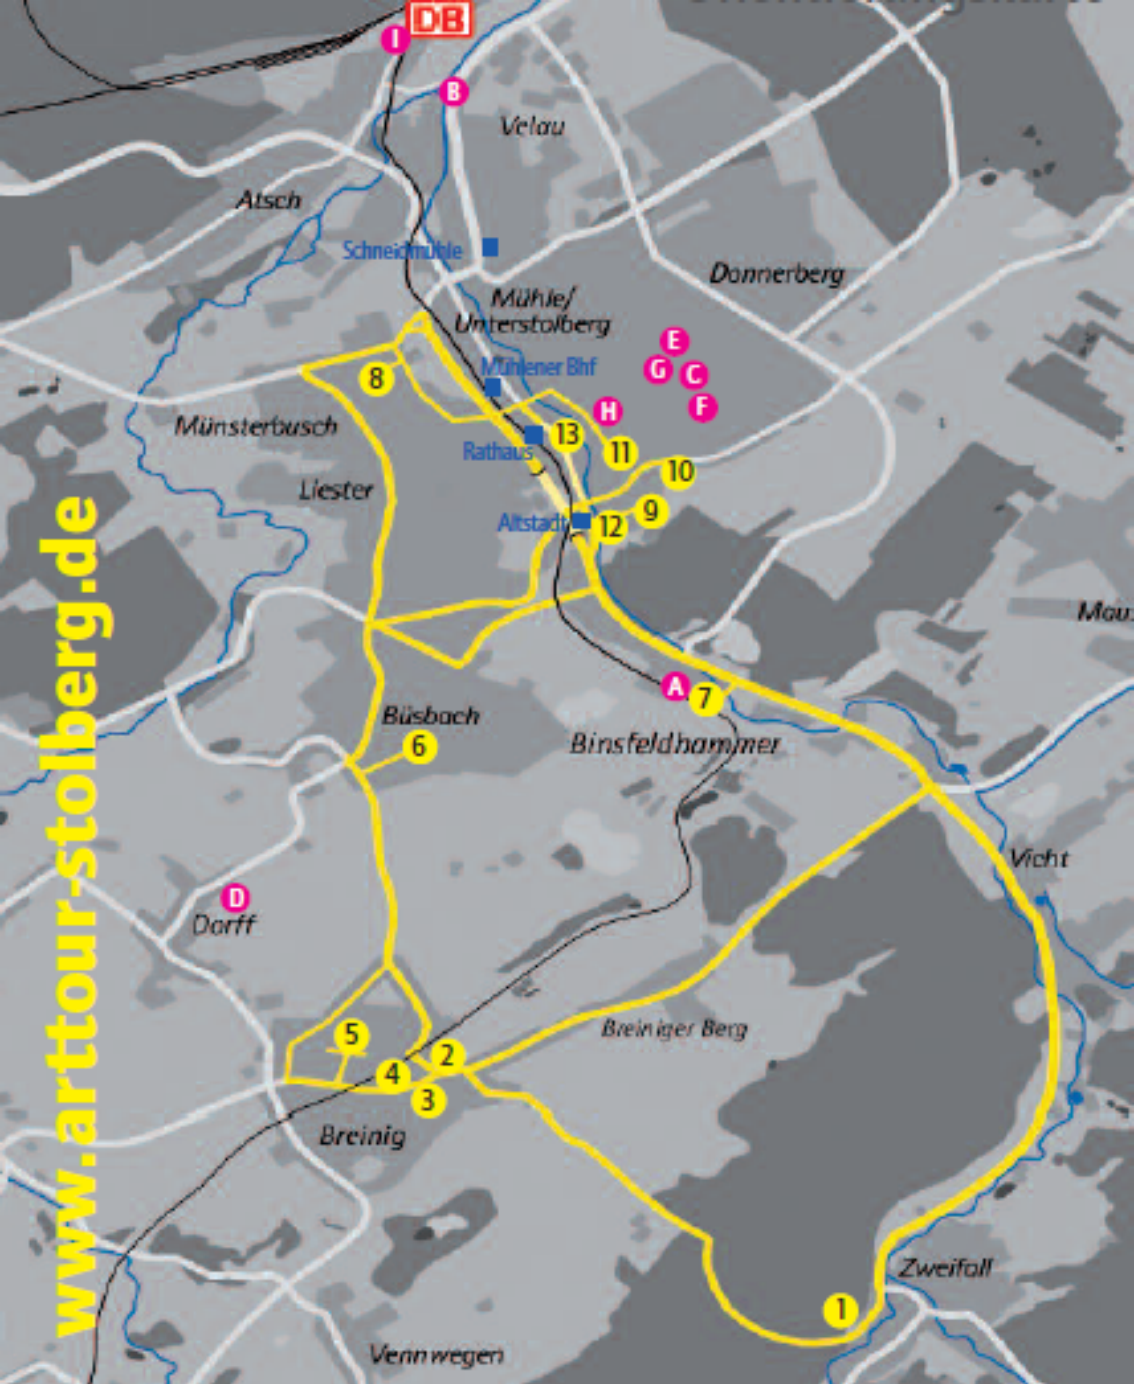 DB
I
B
Velau
Atsch
Schneidmühle
Donnerberg
Mühle/
Unterstolberg
E
G
C
F
Mühlener Bhf
8
H
Münsterbusch
13
11
Rathaus
10
Liester
9
Altstadt
12
A
7
Büsbach
6
Binsfeldhammer
Vicht
D
Dorff
Breiniger Berg
5
2
4
3
Breinig
Zweifall
1
Vennwegen
www.arttour-stolberg.de